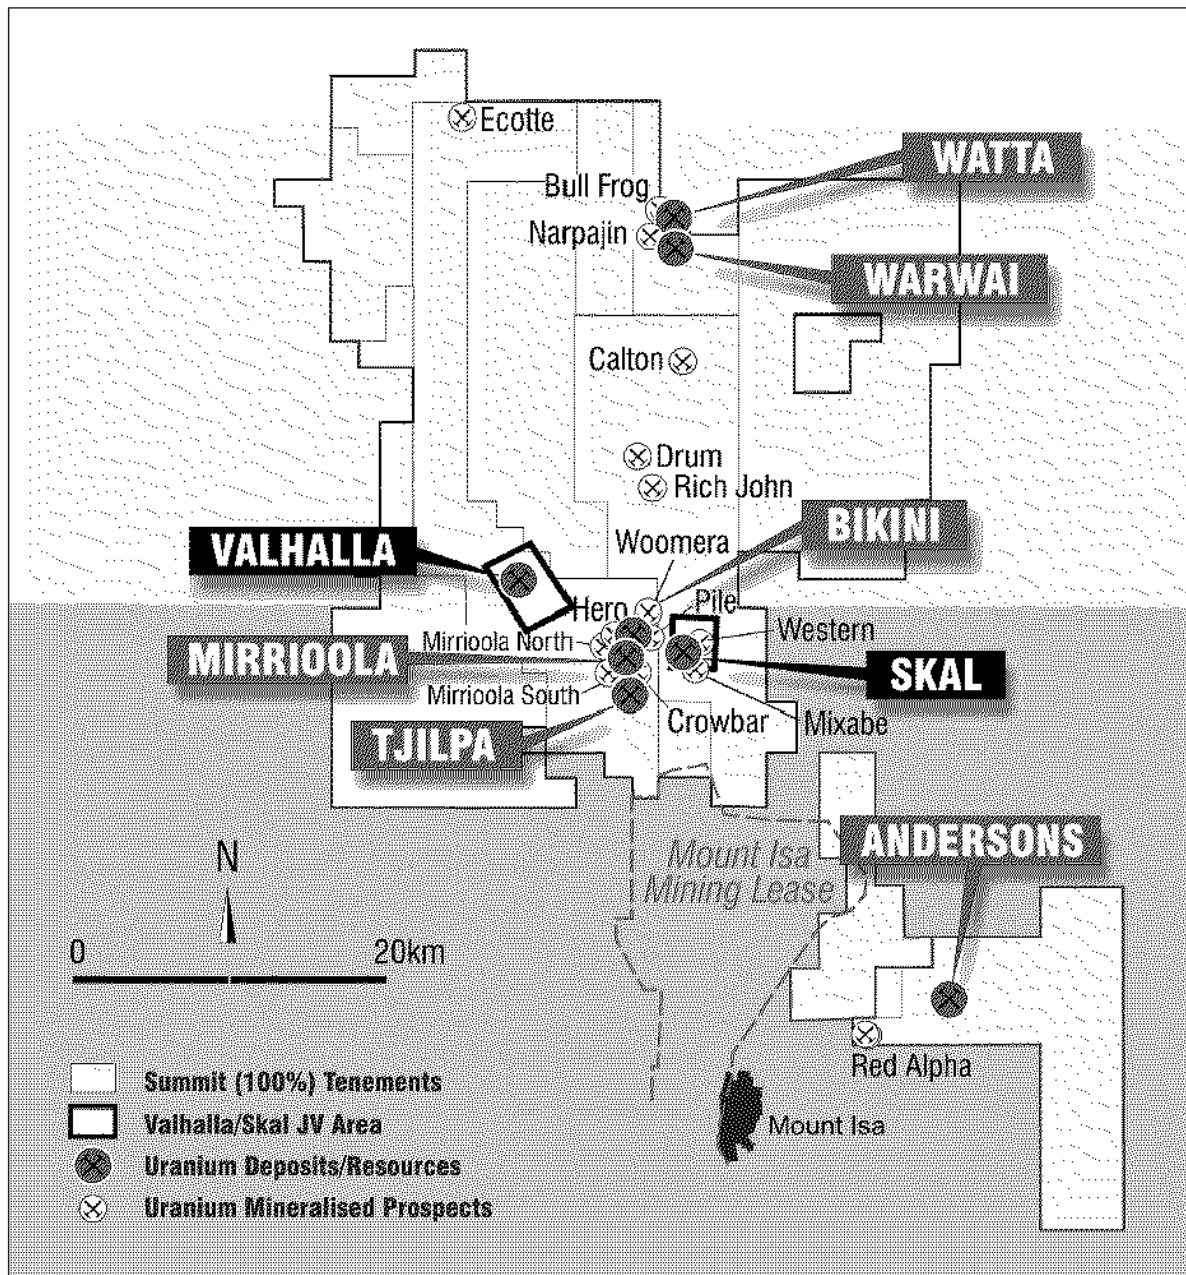 Ecotte
WATTA
Bull Frog
Narpajin
WARWAI
Calton
Drum
Rich John
BIKINI
VALHALLA
Woomera
Hero
Pile
Mirrioola North
Western
MIRRIOOLA
SKAL
Mirrioola South
Crowbar
Mixabe
TJILPA
ANDERSONS
Mount Isa
Mining Lease
N
0 20km
Red Alpha
Mount Isa
Summit (100%) Tenements
Valhalla/Skal JV Area
Uranium Deposits/Resources
Uranium Mineralised Prospects